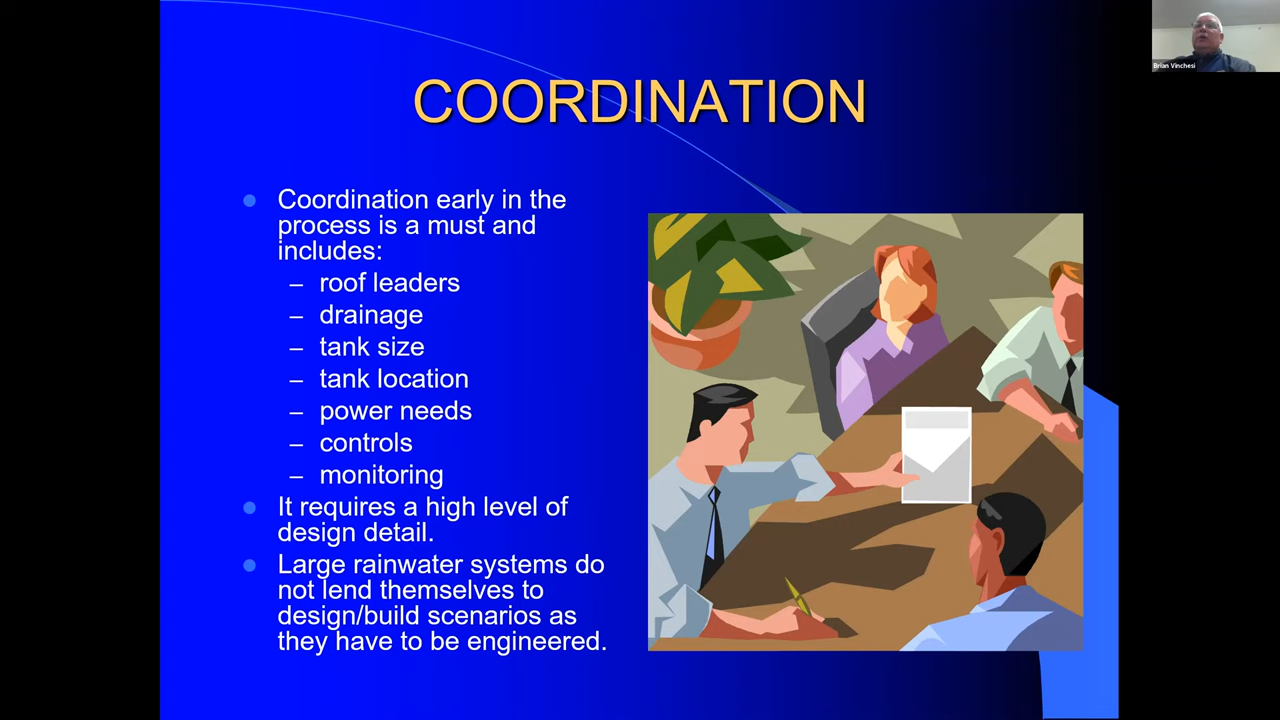 COORDINATION
Brian Vinchesi
Coordination early in the
process is a must and
includes:
– roof leaders
– drainage
– tank size
– tank location
– power needs
– controls
– monitoring
It requires a high level of
design detail.
Large rainwater systems do
not lend themselves to
design/build scenarios as
they have to be engineered.